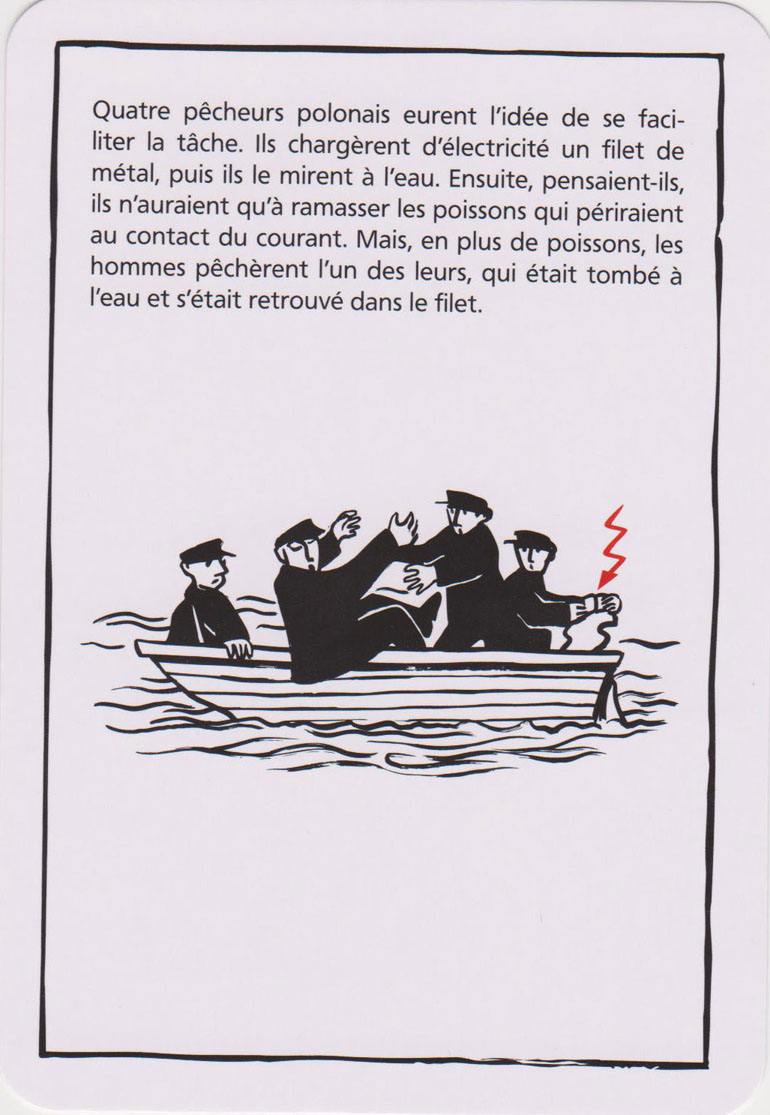 Quatre pêcheurs polonais eurent l'idée de se faci-
liter la tâche. Ils chargèrent d'électricité un filet de
métal, puis ils le mirent à l'eau. Ensuite, pensaient-ils,
ils n'auraient qu'à ramasser les poissons qui périraient
au contact du courant. Mais, en plus de poissons, les
hommes pêchèrent l'un des leurs, qui était tombé à
l'eau et s'était retrouvé dans le filet.